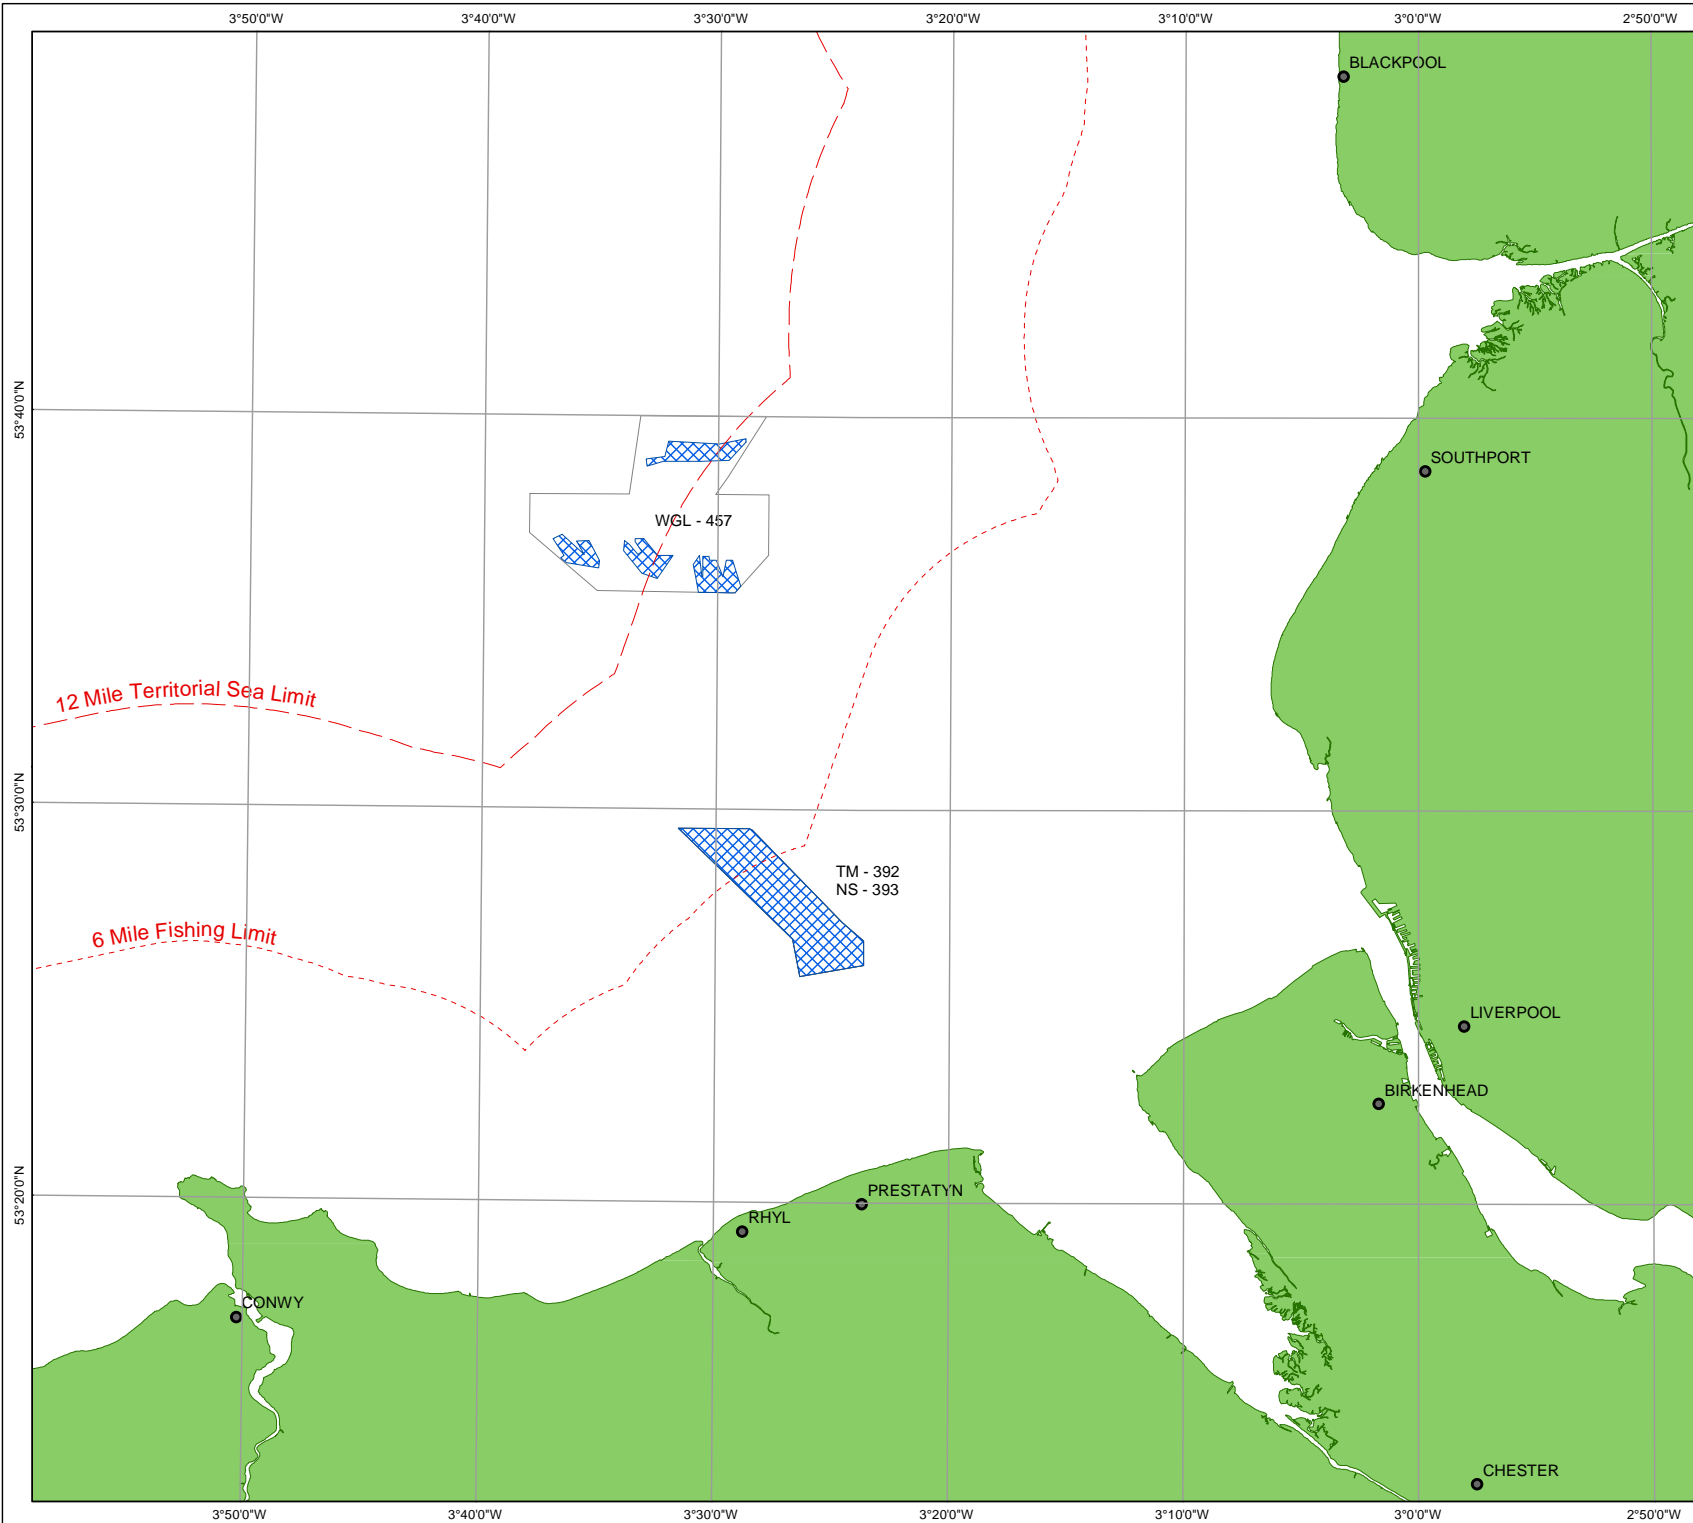 3°50'0"W
3°40'0"W
3°30'0"W
3°20'0"W
3°10'0"W
3°0'0"W
2°50'0"W
BLACKPOOL
53°40'0"N
SOUTHPORT
WGL - 457
12 Mile Territorial Sea Limit
53°30'0"N
TM - 392
NS - 393
6 Mile Fishing Limit
LIVERPOOL
BIRKENHEAD
53°20'0"N
PRESTATYN
RHYL
CONWY
CHESTER
3°50'0"W
3°40'0"W
3°30'0"W
3°20'0"W
3°10'0"W
3°0'0"W
2°50'0"W